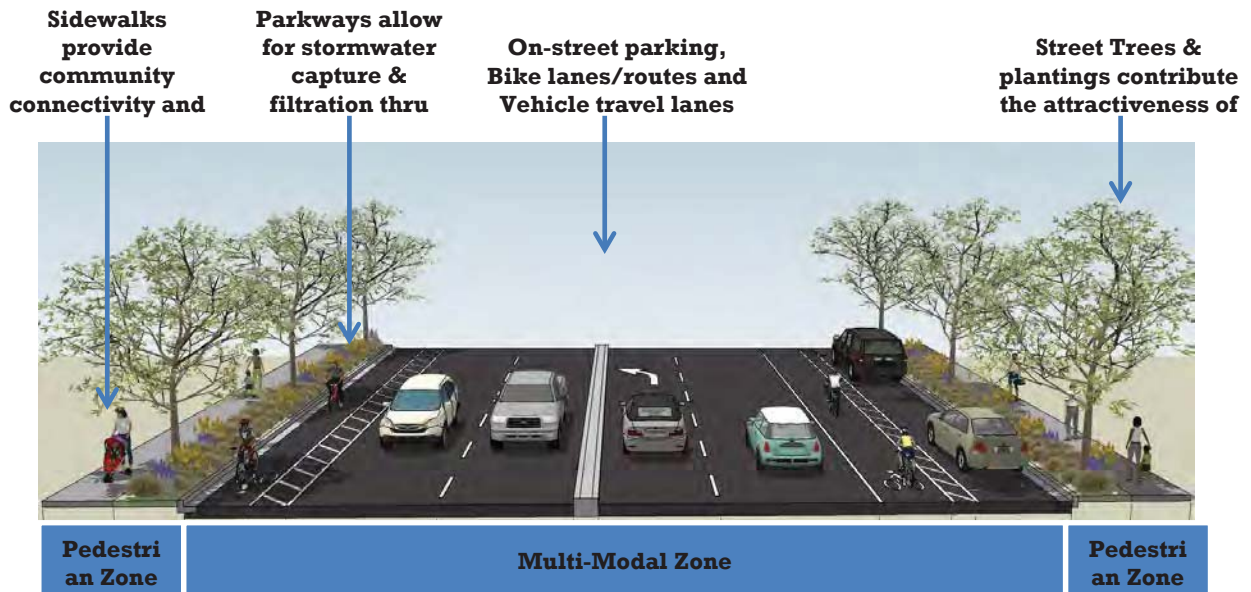 Sidewalks
provide
community
connectivity and
Parkways allow
for stormwater
capture &
filtration thru
On-street parking,
Bike lanes/routes and
Vehicle travel lanes
Street Trees &
plantings contribute
the attractiveness of
Pedestri
an Zone
Multi-Modal Zone
Pedestri
an Zone